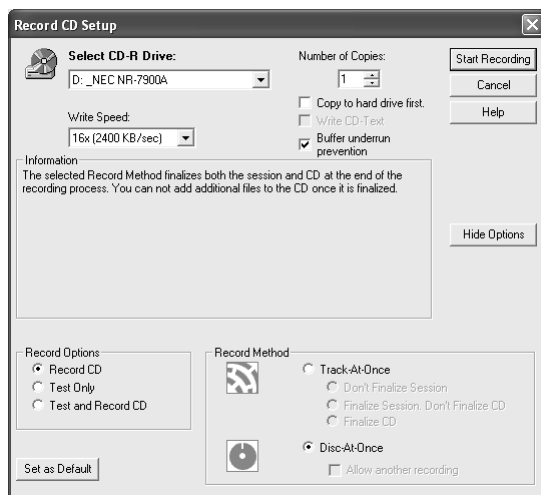 Record CD Setup
Select CD-R Drive:
D: _NEC NR-7900A
Write Speed:
16x (2400 KB/sec)
Number of Copies:
1
Copy to hard drive first.
Write CD-Text
Buffer underrun
prevention
Start Recording
Cancel
Help
Information
The selected Record Method finalizes both the session and CD at the end of the
recording process. You can not add additional files to the CD once it is finalized.
Hide Options
Record Options
Record CD
Test Only
Test and Record CD
Set as Default
Record Method
Track-At-Once
Don't Finalize Session
Finalize Session. Don't Finalize CD
Finalize CD
Disc-At-Once
Allow another recording